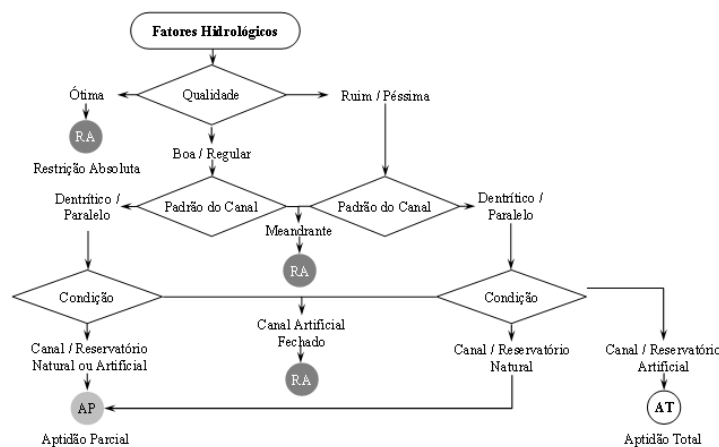 Fatores Hidrológicos
Ótima
Qualidade
Ruim / Péssima
RA
Restrição Absoluta
Boa / Regular
Dentrítico /
Paralelo
Padrão do Canal
Meandrante
Padrão do Canal
Dentrítico /
Paralelo
RA
Condição
Condição
Canal Artificial
Fechado
Canal / Reservatório
Natural ou Artificial
Canal / Reservatório
Natural
Canal / Reservatório
Artificial
RA
AP
Aptidão Parcial
AT
Aptidão Total